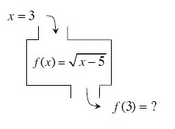 x = 3
f(x) = √x − 5
f(3) = ?